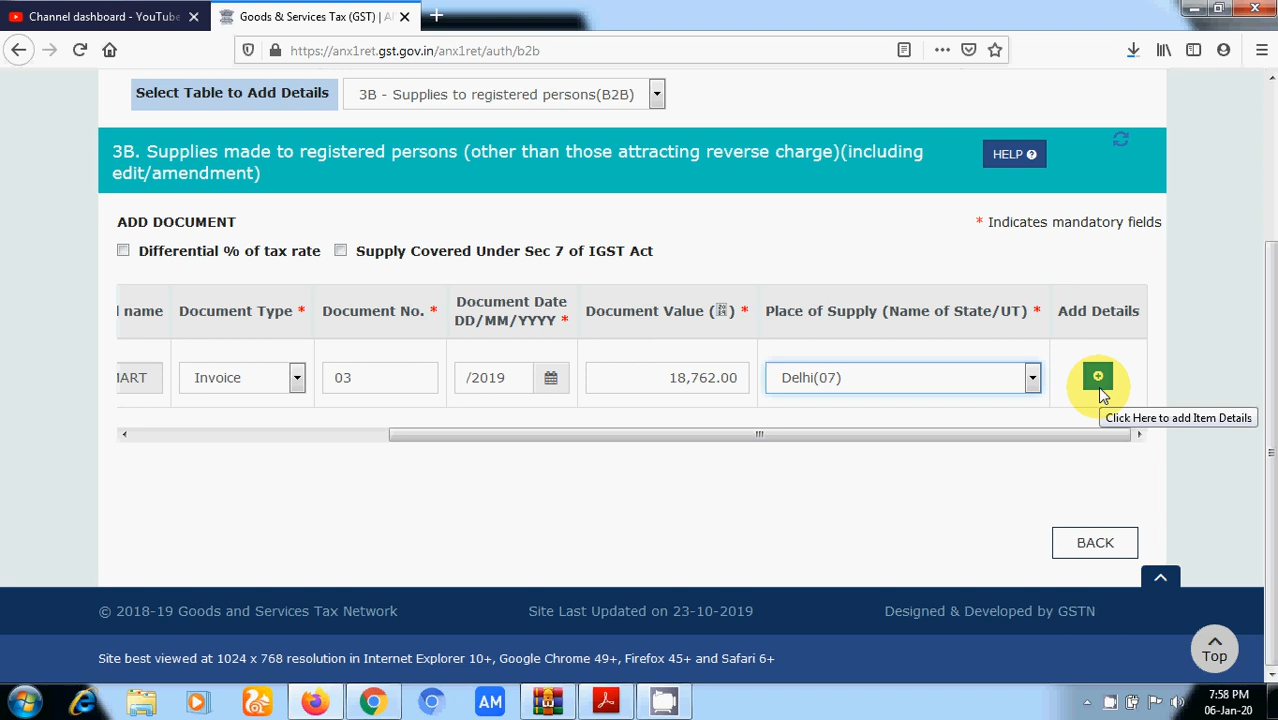 Channel dashboard - YouTube
Goods & Services Tax (GST) |
https://anx1ret.gst.gov.in/anx1ret/auth/b2b
Select Table to Add Details
3B - Supplies to registered persons(B2B)
3B. Supplies made to registered persons (other than those attracting reverse charge)(including
edit/amendment)
HELP
ADD DOCUMENT
* Indicates mandatory fields
Differential % of tax rate
Supply Covered Under Sec 7 of IGST Act
name
Document Type *
Document No. *
Document Date
DD/MM/YYYY *
Document Value ( ) *
Place of Supply (Name of State/UT) *
Add Details
MART
Invoice
03
/2019
18,762.00
Delhi(07)
Click Here to add Item Details
BACK
© 2018-19 Goods and Services Tax Network
Site Last Updated on 23-10-2019
Designed & Developed by GSTN
Site best viewed at 1024 x 768 resolution in Internet Explorer 10+, Google Chrome 49+, Firefox 45+ and Safari 6+
Top
AM
7:58 PM
06-Jan-20